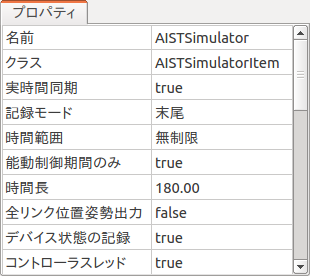 プロパティ
名前 AISTSimulator
クラス AISTSimulatorItem
実時間同期 true
記録モード 末尾
時間範囲 無制限
能動制御期間のみ true
時間長 180.00
全リンク位置姿勢出力 false
デバイス状態の記録 true
コントローラスレッド true